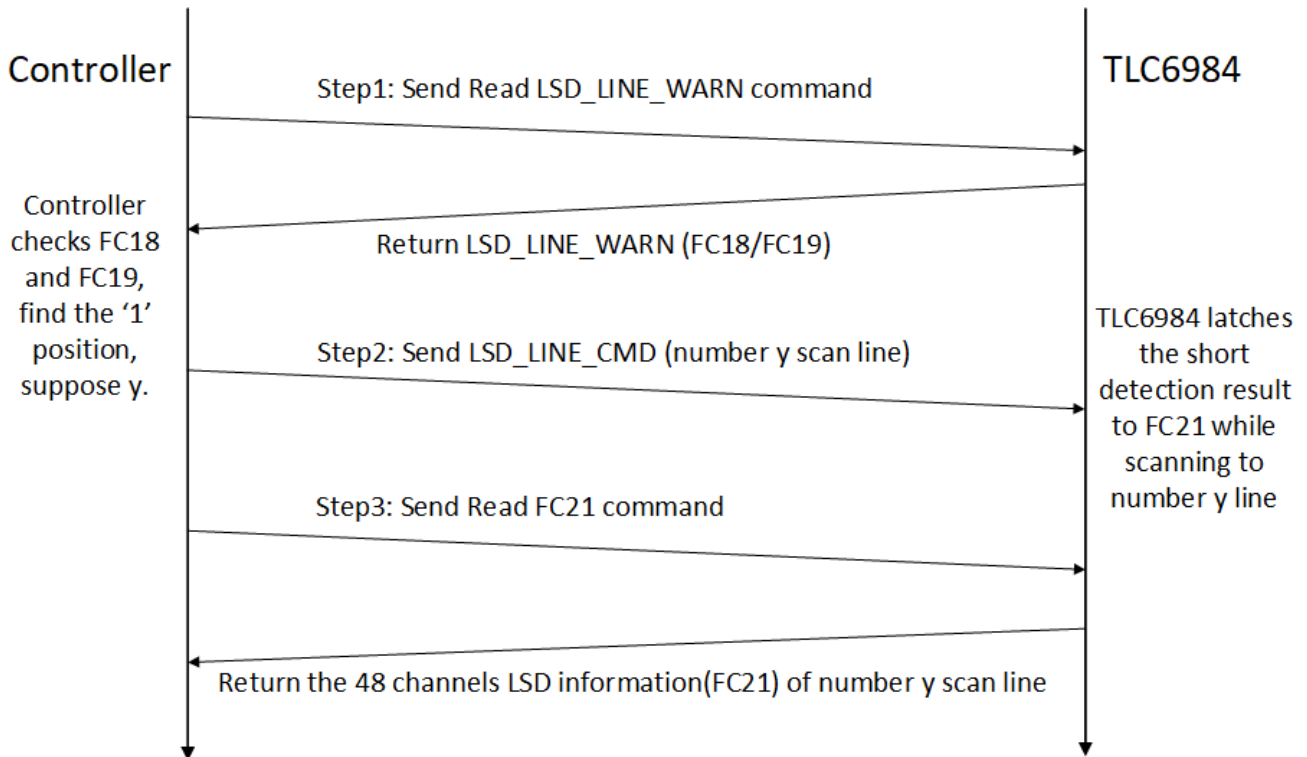 Controller
TLC6984
Step1: Send Read LSD_LINE_WARN command
Return LSD_LINE_WARN (FC18/FC19)
Controller
checks FC18
and FC19,
find the ‘1’
position,
suppose y.
Step2: Send LSD_LINE_CMD (number y scan line)
TLC6984 latches
the short
detection result
to FC21 while
scanning to
number y line
Step3: Send Read FC21 command
Return the 48 channels LSD information(FC21) of number y scan line